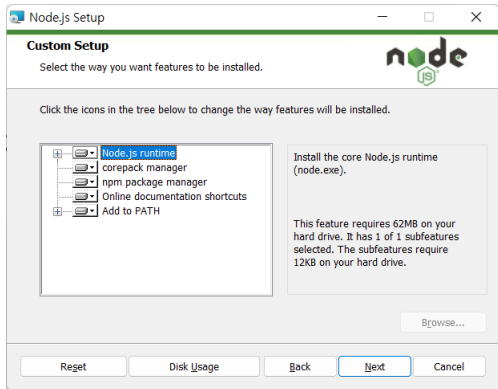 Node.js Setup
Custom Setup
Select the way you want features to be installed.
node
JS
Click the icons in the tree below to change the way features will be installed.
Node.js runtime
corepack manager
npm package manager
Online documentation shortcuts
Add to PATH
Install the core Node.js runtime
(node.exe).
This feature requires 62MB on your
hard drive. It has 1 of 1 subfeatures
selected. The subfeatures require
12KB on your hard drive.
Browse...
Reset
Disk Usage
Back
Next
Cancel